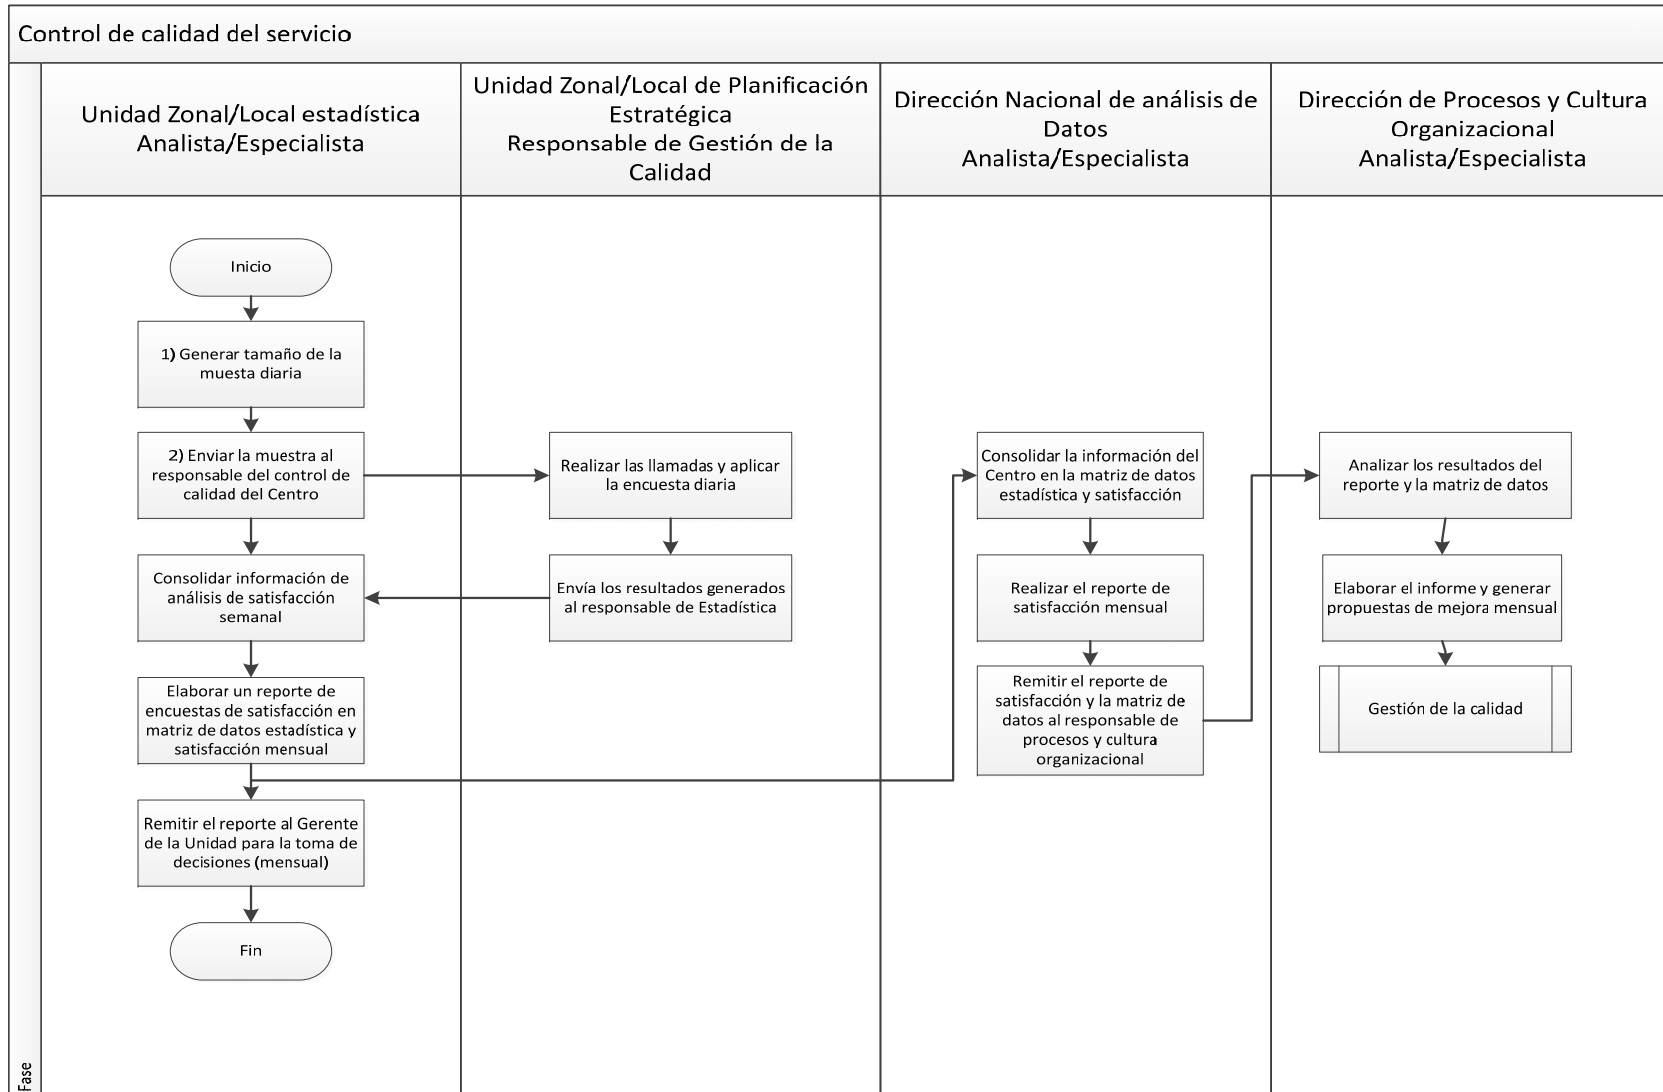 Control de calidad del servicio
Unidad Zonal/Local estadística
Analista/Especialista
Unidad Zonal/Local de Planificación
Estratégica
Responsable de Gestión de la
Calidad
Dirección Nacional de análisis de
Datos
Analista/Especialista
Dirección de Procesos y Cultura
Organizacional
Analista/Especialista
Inicio
1) Generar tamaño de la
muesta diaria
2) Enviar la muestra al
responsable del control de
calidad del Centro
Consolidar información de
análisis de satisfacción
semanal
Elaborar un reporte de
encuestas de satisfacción en
matriz de datos estadística y
satisfacción mensual
Remitir el reporte al Gerente
de la Unidad para la toma de
decisiones (mensual)
Fin
Realizar las llamadas y aplicar
la encuesta diaria
Envía los resultados generados
al responsable de Estadística
Consolidar la información del
Centro en la matriz de datos
estadística y satisfacción
Realizar el reporte de
satisfacción mensual
Remitir el reporte de
satisfacción y la matriz de
datos al responsable de
procesos y cultura
organizacional
Analizar los resultados del
reporte y la matriz de datos
Elaborar el informe y generar
propuestas de mejora mensual
Gestión de la calidad
Fase